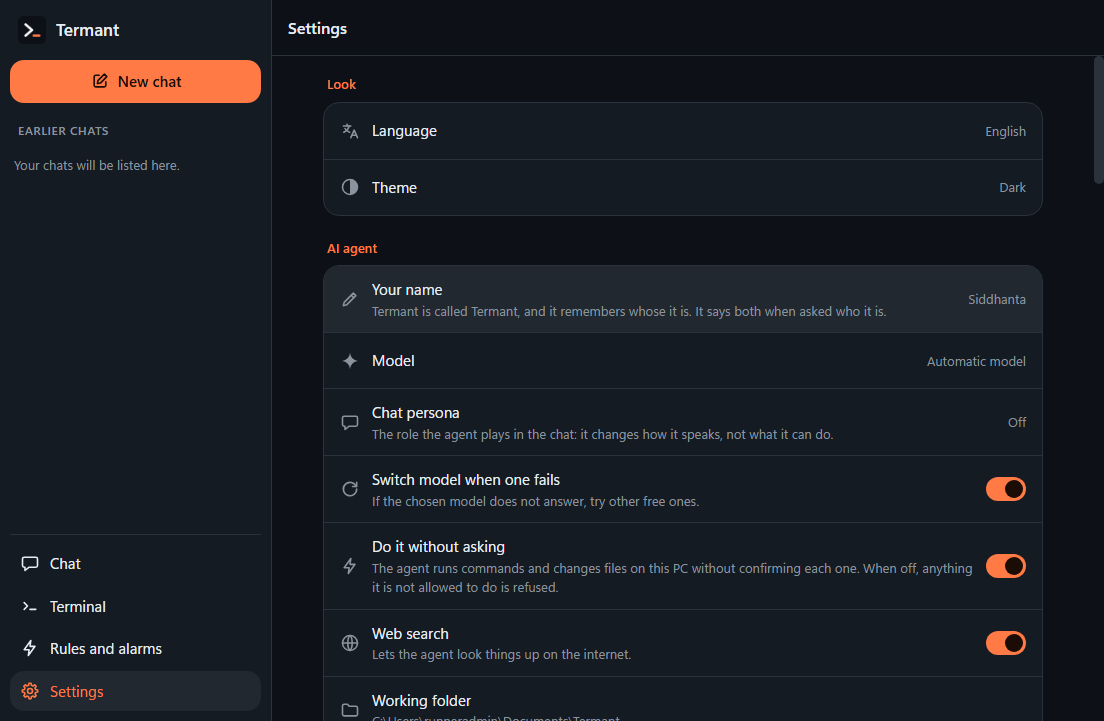 Termant
New chat
EARLIER CHATS
Your chats will be listed here.
Chat
Terminal
Rules and alarms
Settings
Settings
Look
Language
English
Theme
Dark
AI agent
Your name
Termant is called Termant, and it remembers whose it is. It says both when asked who it is.
Siddhanta
Model
Automatic model
Chat persona
The role the agent plays in the chat: it changes how it speaks, not what it can do.
Off
Switch model when one fails
If the chosen model does not answer, try other free ones.
Do it without asking
The agent runs commands and changes files on this PC without confirming each one. When off, anything
it is not allowed to do is refused.
Web search
Lets the agent look things up on the internet.
Working folder
C:\Users\runneradmin\Documents\Termant